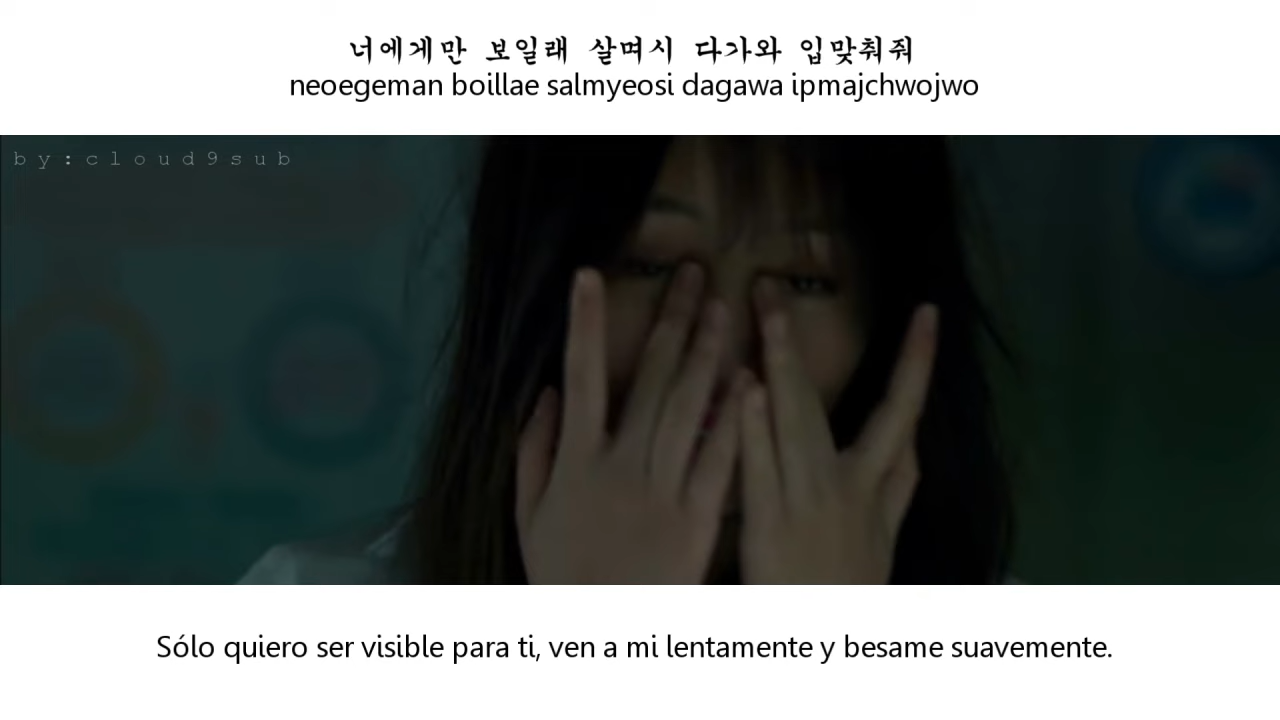 너에게만 보일래 살며시 다가와 입맞춰줘
neoegeman boillae salmyeosi dagawa ipmajchwojwo
by:cloud9sub
Sólo quiero ser visible para ti, ven a mi lentamente y besame suavemente.